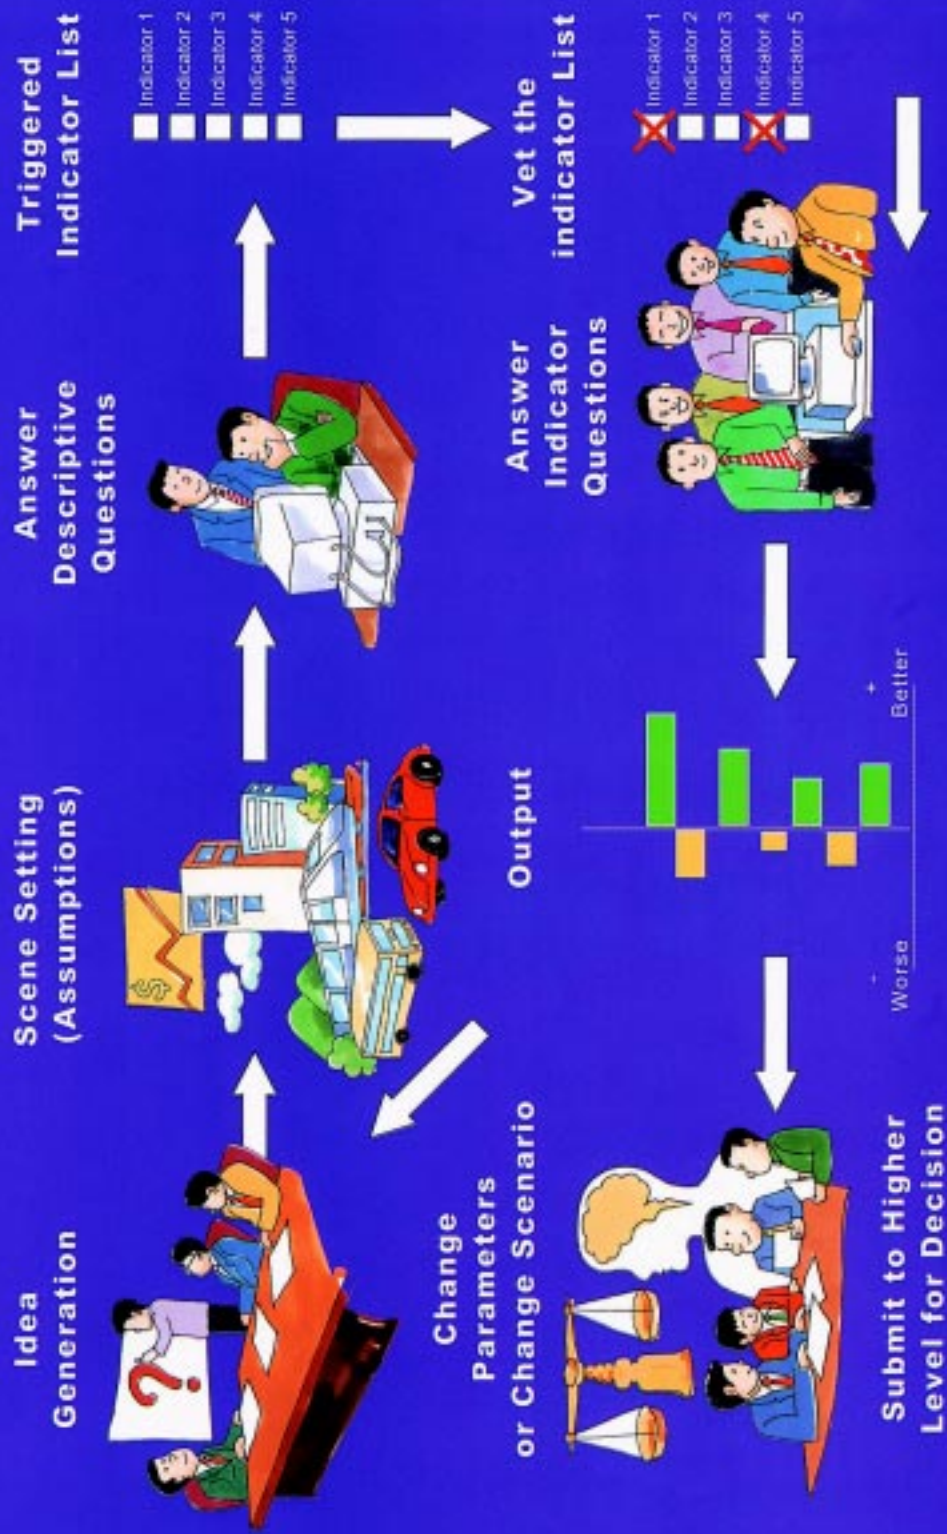 Idea
Generation
Scene Setting
(Assumptions)
$
Answer
Descriptive
Questions
Triggered
Indicator List
Indicator 1
Indicator 2
Indicator 3
Indicator 4
Indicator 5
?
Vet the
indicator List
Indicator 1
Indicator 2
Indicator 3
Indicator 4
Indicator 5
Answer
Indicator
Questions
Output
-
Worse
+
Better
Change
Parameters
or Change Scenario
Submit to Higher
Level for Decision